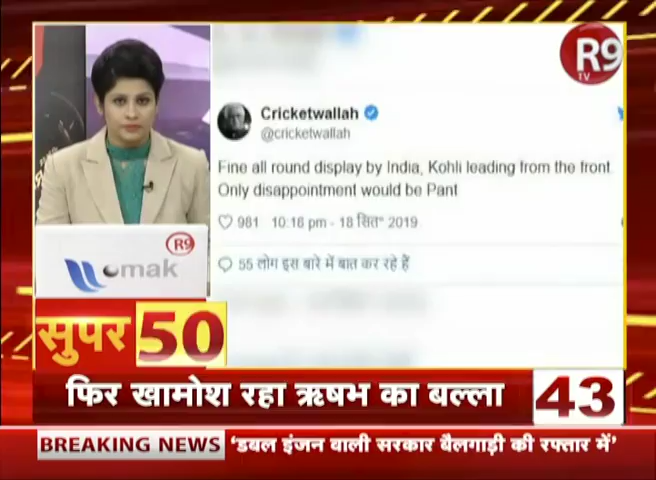 R9
TV
Cricketwallah
@cricketwallah
Fine all round display by India, Kohli leading from the front.
Only disappointment would be Pant
981 10:16 pm - 18 सित॰ 2019
55 लोग इस बारे में बात कर रहे हैं
R9
omak
सुपर 50
फिर खामोश रहा ऋषभ का बल्ला
43
BREAKING NEWS 'डबल इंजन वाली सरकार बैलगाड़ी की रफ्तार में'